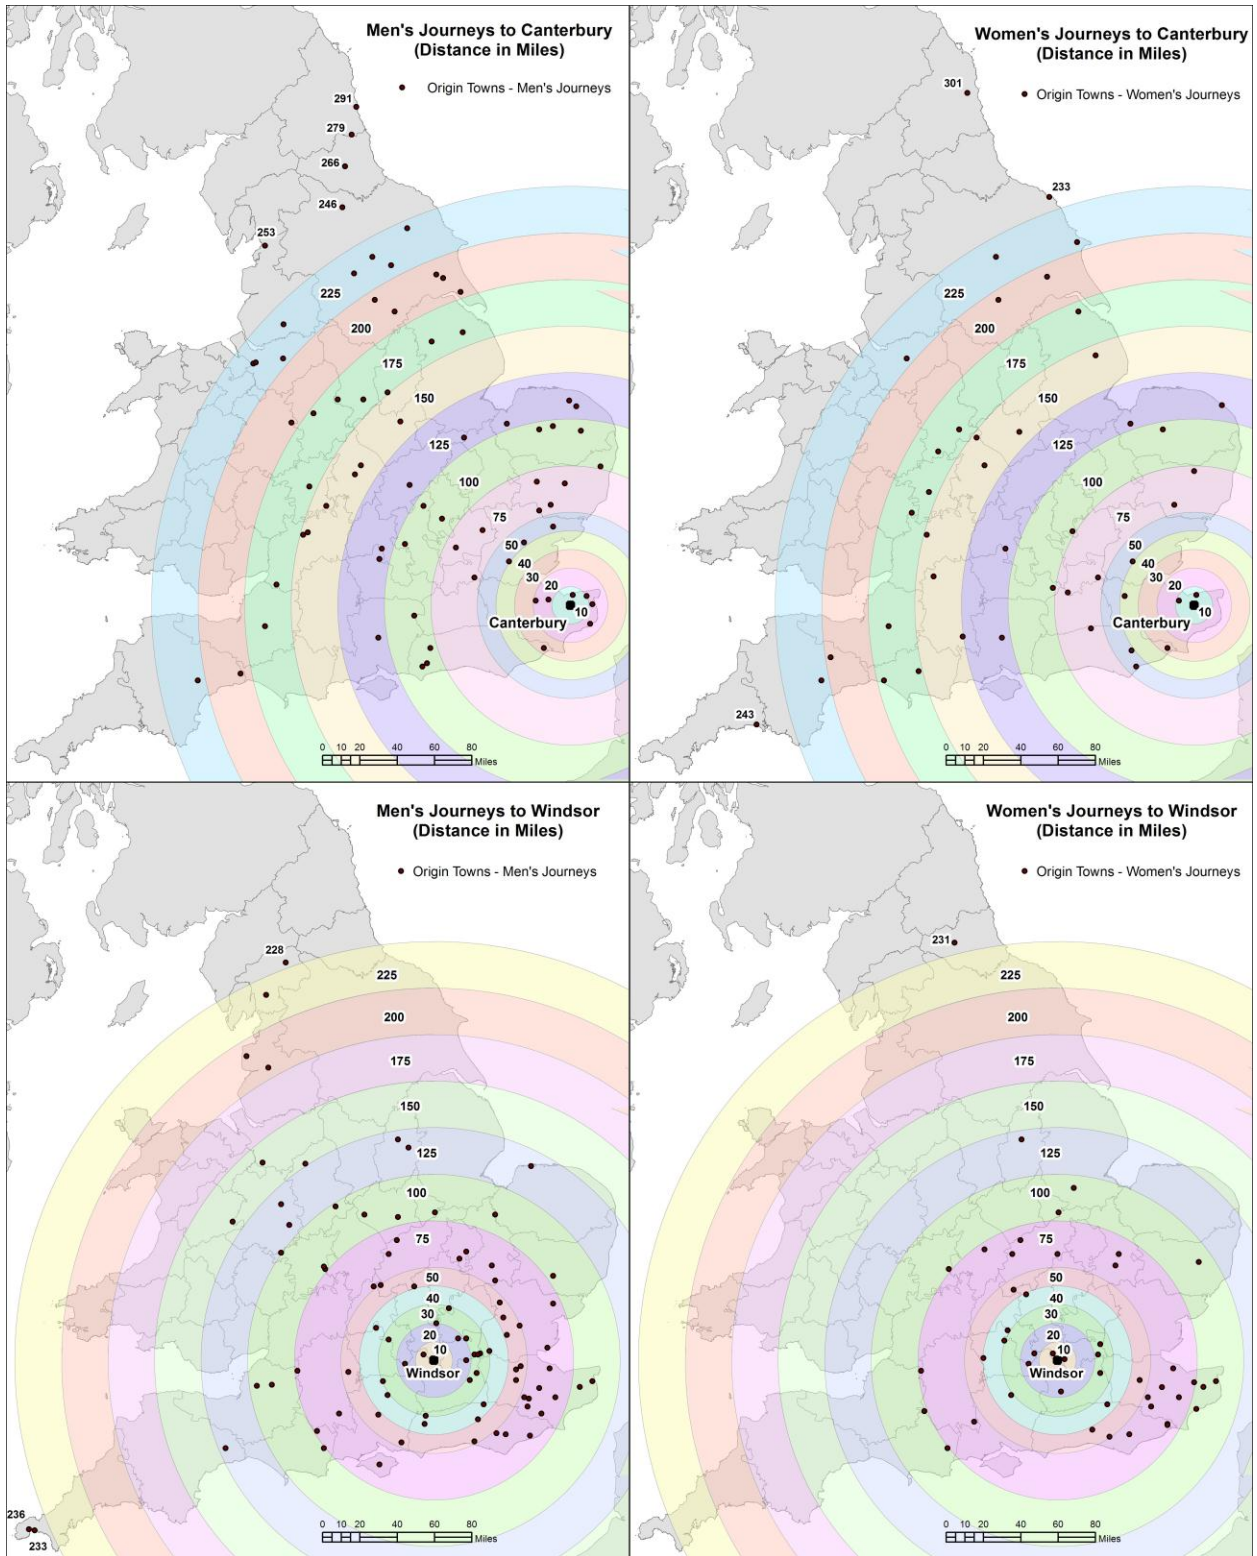 Men's Journeys to Canterbury
(Distance in Miles)
Origin Towns - Men's Journeys
291
279
266
246
253
225
200
175
150
125
100
75
50
40
30
20
10
Canterbury
0 10 20 40 60 80
Miles
Women's Journeys to Canterbury
(Distance in Miles)
Origin Towns - Women's Journeys
301
233
225
200
175
150
125
100
75
50
40
30
20
10
Canterbury
243
0 10 20 40 60 80
Miles
Men's Journeys to Windsor
(Distance in Miles)
Origin Towns - Men's Journeys
228
225
200
175
150
125
100
75
50
40
30
20
10
Windsor
236
233
0 10 20 40 60 80
Miles
Women's Journeys to Windsor
(Distance in Miles)
Origin Towns - Women's Journeys
231
225
200
175
150
125
100
75
50
40
30
20
10
Windsor
0 10 20 40 60 80
Miles